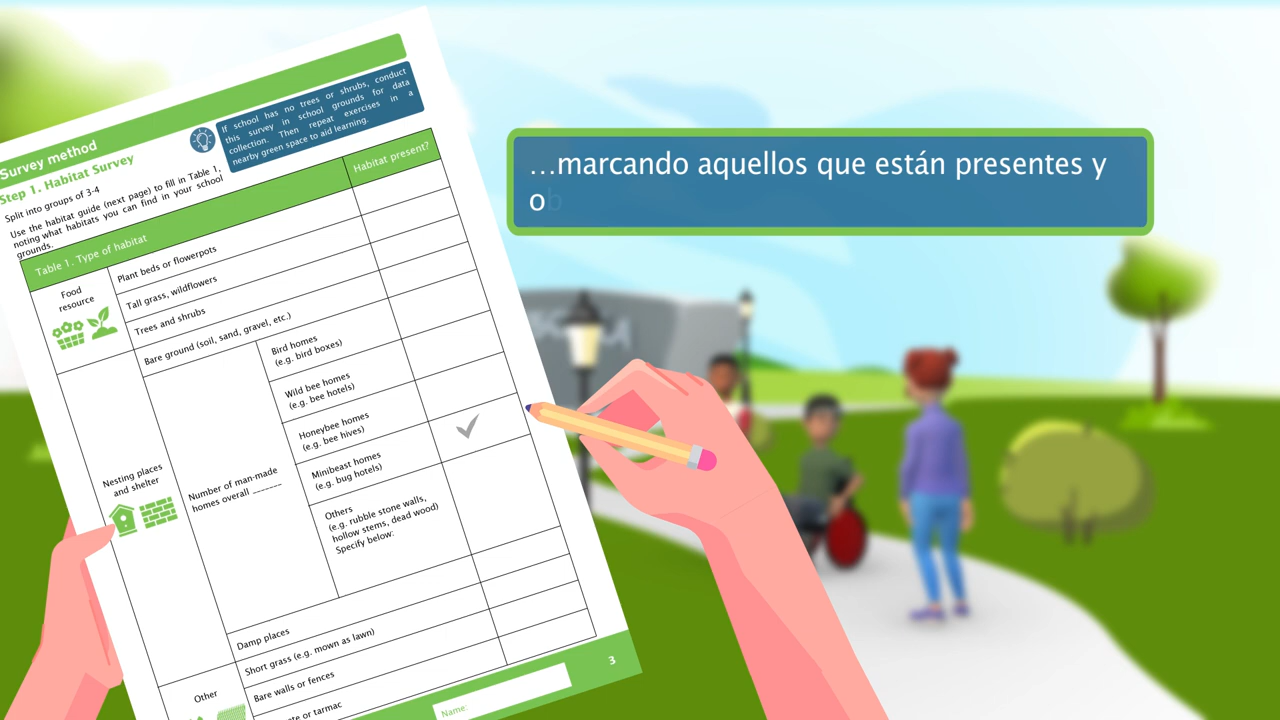 Survey method
Step 1. Habitat Survey
If school has no trees or shrubs, conduct
this survey in school grounds for data
collection. Then repeat exercises in a
nearby green space to aid learning.
Split into groups of 3-4
Use the habitat guide (next page) to fill in Table 1,
noting what habitats you can find in your school
grounds.
Table 1. Type of habitat
Habitat present?
Food
resource
Plant beds or flowerpots
Tall grass, wildflowers
Trees and shrubs
Bare ground (soil, sand, gravel, etc.)
Nesting places
and shelter
Number of man-made
homes overall _______
Bird homes
(e.g. bird boxes)
Wild bee homes
(e.g. bee hotels)
Honeybee homes
(e.g. bee hives)
Minibeast homes
(e.g. bug hotels)
Others
(e.g. rubble stone walls,
hollow stems, dead wood)
Specify below:
Damp places
Other
Short grass (e.g. mown as lawn)
Bare walls or fences
or tarmac
Name:
3
…marcando aquellos que están presentes y
ob